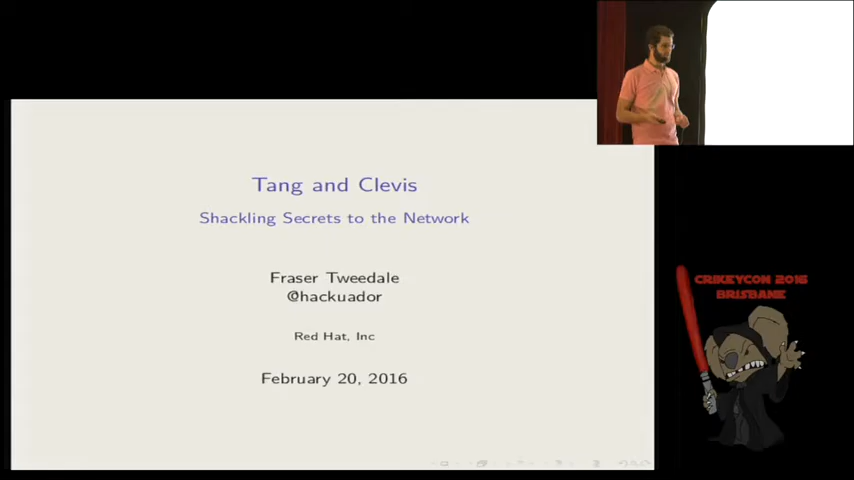 Tang and Clevis
Shackling Secrets to the Network
Fraser Tweedale
@hackuador
Red Hat, Inc
February 20, 2016
CRIKEYCON 2016
BRISBANE